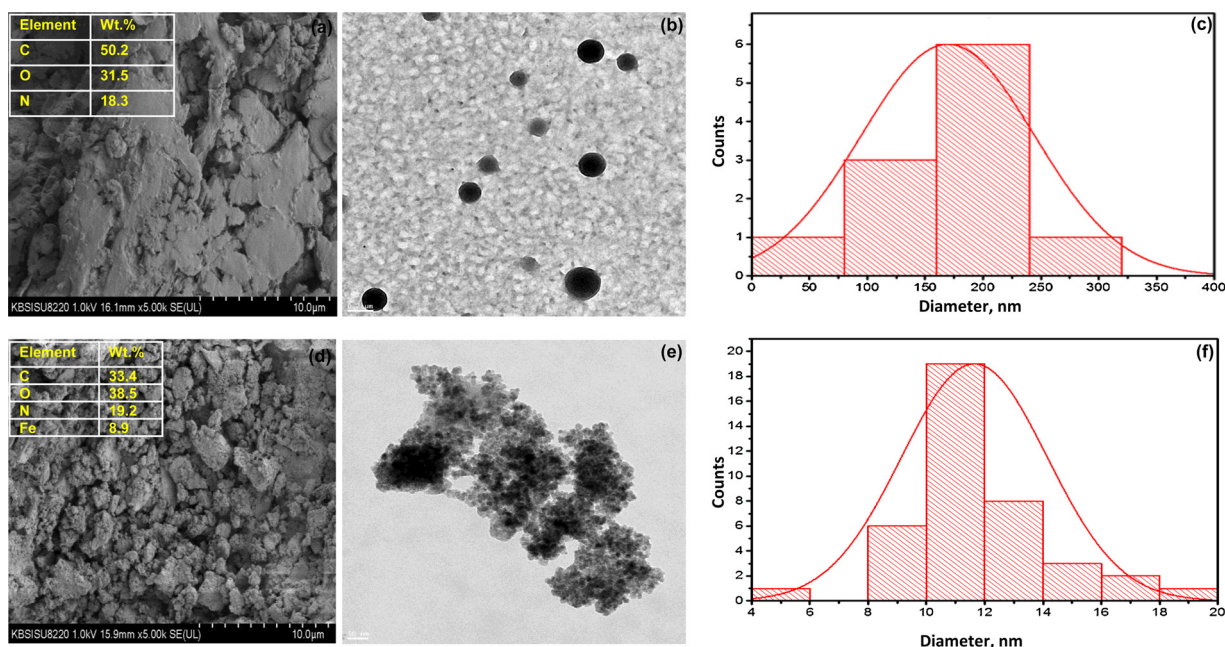 Element Wt.%
C 50.2
O 31.5
N 18.3
(a)
KBSISU8220 1.0kV 16.1mm x5.00k SE(UL) 10.0µm
(b)
(c)
Counts
6
5
4
3
2
1
0
0 50 100 150 200 250 300 350 400
Diameter, nm
Element Wt.%
C 33.4
O 38.5
N 19.2
Fe 8.9
(d)
KBSISU8220 1.0kV 15.9mm x5.00k SE(UL) 10.0µm
(e)
(f)
Counts
20
18
16
14
12
10
8
6
4
2
0
4 6 8 10 12 14 16 18 20
Diameter, nm